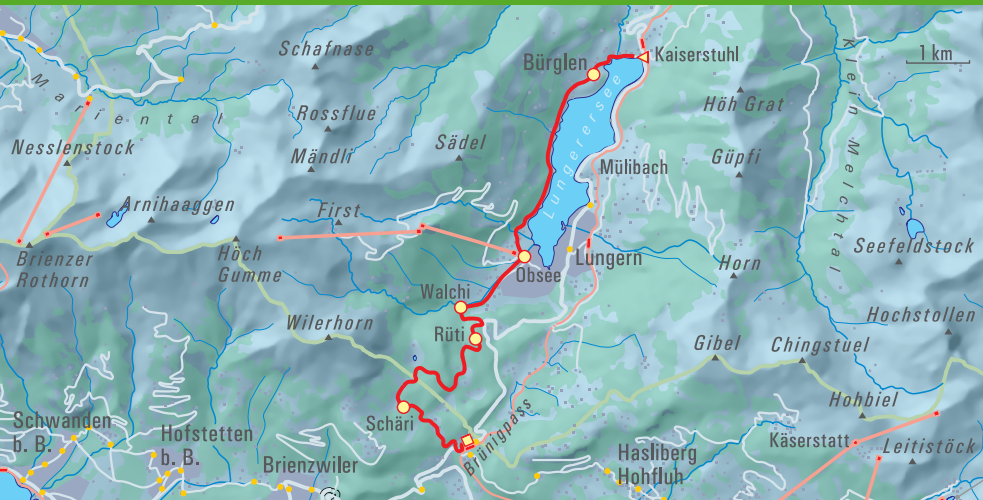 Schafnase
Bürglen
Kaiserstuhl
1 km
Mariental
Rossflue
Lungerersee
Höh Grat
Klein Melchtal
Nesslenstock
Mändli
Sädel
Mülibach
Güpfi
Arnihaaggen
First
Brienzer
Rothorn
Höch
Gumme
Obsee
Lungern
Horn
Seefeldstock
Walchi
Wilerhorn
Rüti
Hochstollen
Gibel
Chingstuel
Hohbiel
Schwanden
b. B.
Hofstetten
b. B.
Schäri
Brünigpass
Brienzwiler
Hasliberg
Hohfluh
Käserstatt
Leitistöck